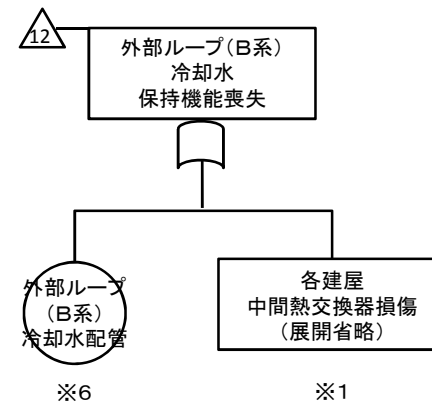 12
外部ループ(B系)
冷却水
保持機能喪失
外部ループ
(B系)
冷却水配管
各建屋
中間熱交換器損傷
(展開省略)
※6
※1